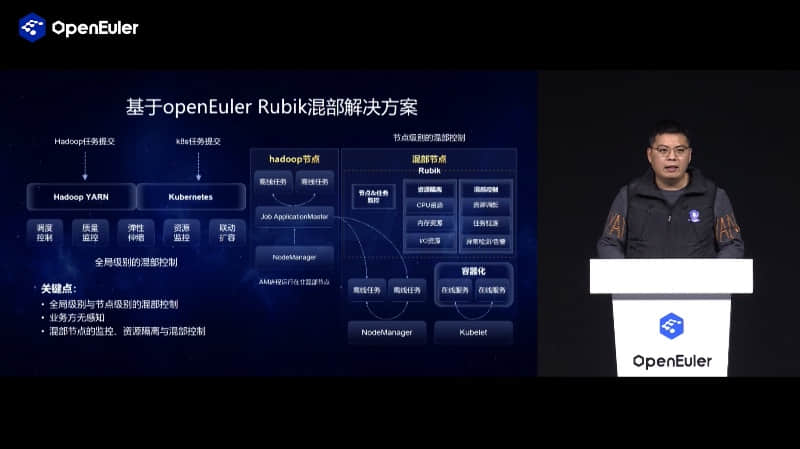 OpenEuler
基于openEuler Rubik混部解决方案
Hadoop任务提交
k8s任务提交
Hadoop YARN
Kubernetes
调度控制
质量监控
弹性伸缩
资源监控
联动扩容
全局级别的混部控制
关键点:
• 全局级别与节点级别的混部控制
• 业务方无感知
• 混部节点的监控、资源隔离与混部控制
节点级别的混部控制
hadoop节点
离线任务
离线任务
Job ApplicationMaster
NodeManager
AM进程运行在非混部节点
混部节点
Rubik
节点&任务监控
资源隔离
CPU资源
内存资源
I/O资源
混部控制
资源调配
任务驱逐
异常检测/告警
离线任务
离线任务
NodeManager
容器化
在线服务
在线服务
Kubelet
OpenEuler